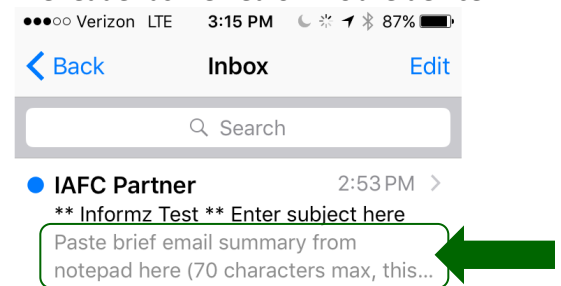 ●●●○○ Verizon LTE 3:15 PM 87%
Back Inbox Edit
Search
IAFC Partner 2:53 PM
** Informz Test ** Enter subject here
Paste brief email summary from
notepad here (70 characters max, this...